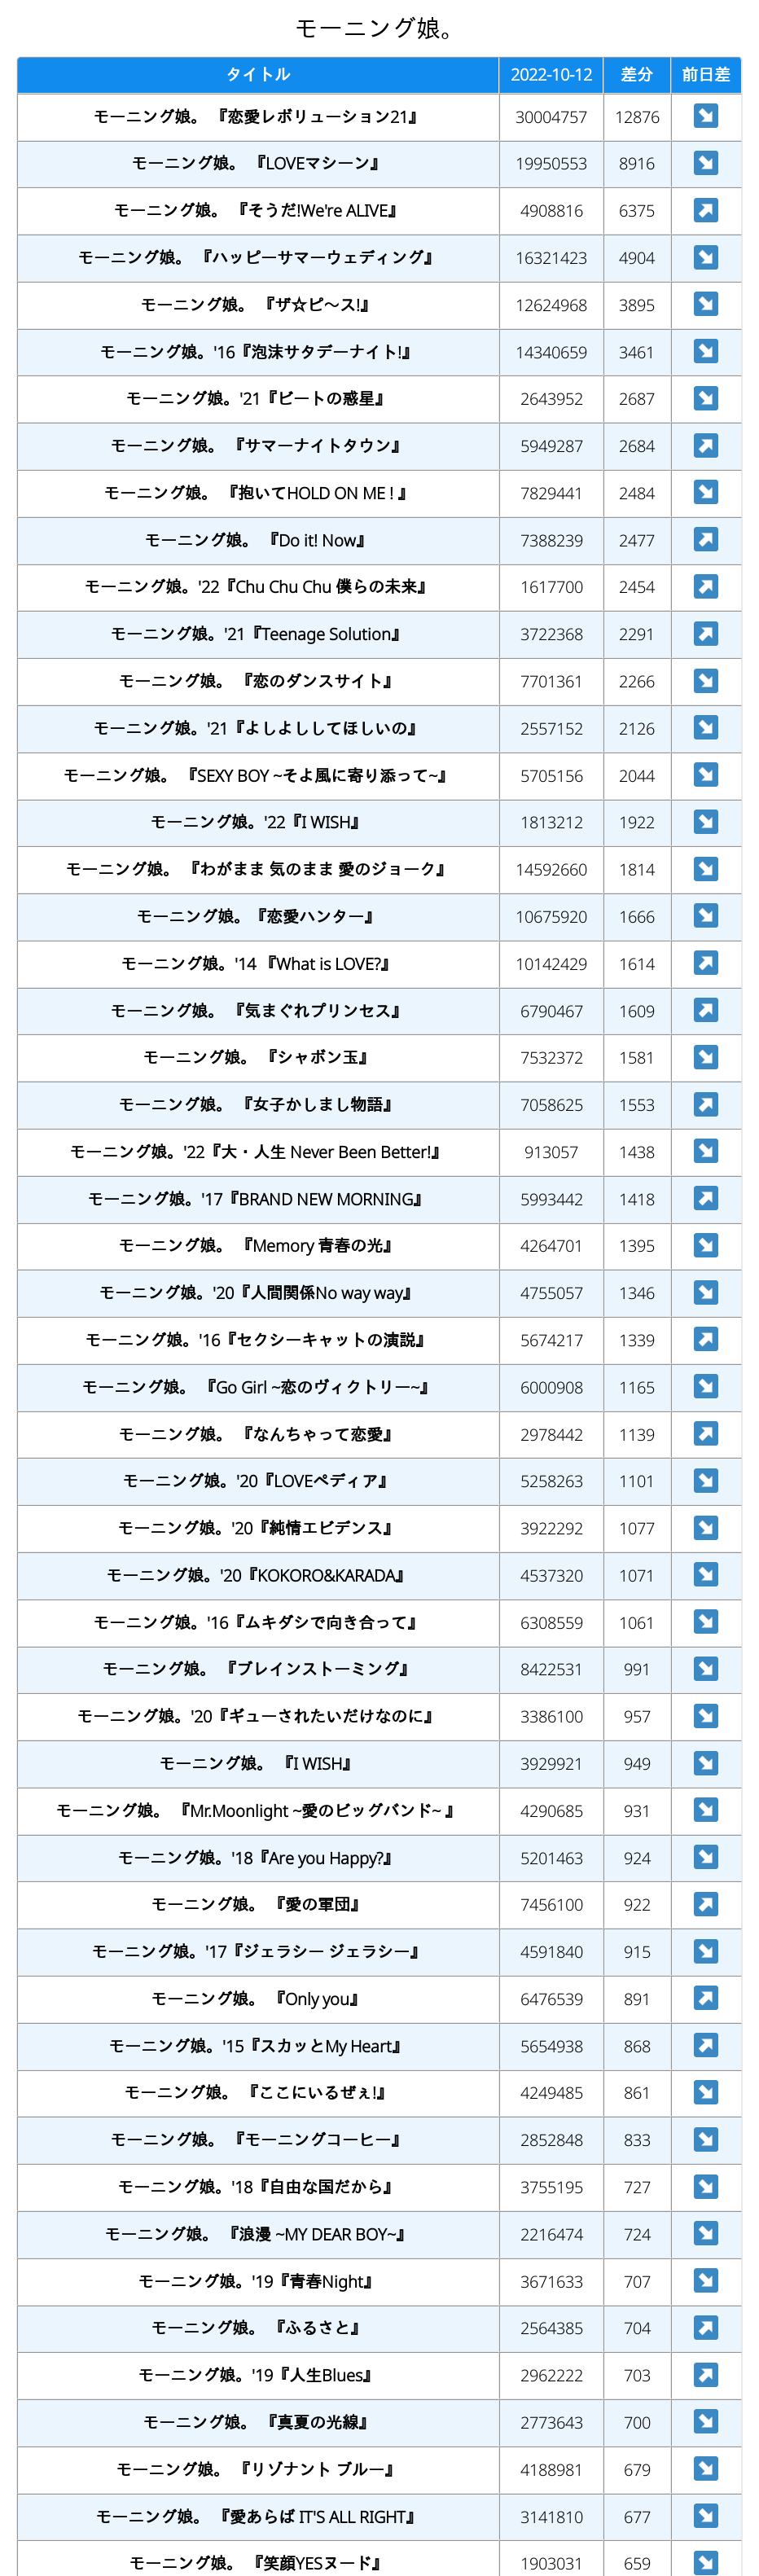 モーニング娘。
タイトル 2022-10-12 差分 前日差
モーニング娘。 『恋愛レボリューション21』 30004757 12876
モーニング娘。 『LOVEマシーン』 19950553 8916
モーニング娘。 『そうだ!We're ALIVE』 4908816 6375
モーニング娘。 『ハッピーサマーウェディング』 16321423 4904
モーニング娘。 『ザ☆ピ〜ス!』 12624968 3895
モーニング娘。'16『泡沫サタデーナイト!』 14340659 3461
モーニング娘。'21『ビートの惑星』 2643952 2687
モーニング娘。 『サマーナイトタウン』 5949287 2684
モーニング娘。 『抱いてHOLD ON ME ! 』 7829441 2484
モーニング娘。 『Do it! Now』 7388239 2477
モーニング娘。'22『Chu Chu Chu 僕らの未来』 1617700 2454
モーニング娘。'21『Teenage Solution』 3722368 2291
モーニング娘。 『恋のダンスサイト』 7701361 2266
モーニング娘。'21『よしよししてほしいの』 2557152 2126
モーニング娘。 『SEXY BOY ~そよ風に寄り添って~』 5705156 2044
モーニング娘。'22『I WISH』 1813212 1922
モーニング娘。 『わがまま 気のまま 愛のジョーク』 14592660 1814
モーニング娘。『恋愛ハンター』 10675920 1666
モーニング娘。'14 『What is LOVE?』 10142429 1614
モーニング娘。 『気まぐれプリンセス』 6790467 1609
モーニング娘。 『シャボン玉』 7532372 1581
モーニング娘。 『女子かしまし物語』 7058625 1553
モーニング娘。'22『大・人生 Never Been Better!』 913057 1438
モーニング娘。'17『BRAND NEW MORNING』 5993442 1418
モーニング娘。 『Memory 青春の光』 4264701 1395
モーニング娘。'20『人間関係No way way』 4755057 1346
モーニング娘。'16『セクシーキャットの演説』 5674217 1339
モーニング娘。 『Go Girl ~恋のヴィクトリー~』 6000908 1165
モーニング娘。 『なんちゃって恋愛』 2978442 1139
モーニング娘。'20『LOVEペディア』 5258263 1101
モーニング娘。'20『純情エビデンス』 3922292 1077
モーニング娘。'20『KOKORO&KARADA』 4537320 1071
モーニング娘。'16『ムキダシで向き合って』 6308559 1061
モーニング娘。 『ブレインストーミング』 8422531 991
モーニング娘。'20『ギューされたいだけなのに』 3386100 957
モーニング娘。 『I WISH』 3929921 949
モーニング娘。 『Mr.Moonlight ~愛のビッグバンド~ 』 4290685 931
モーニング娘。'18『Are you Happy?』 5201463 924
モーニング娘。 『愛の軍団』 7456100 922
モーニング娘。'17『ジェラシー ジェラシー』 4591840 915
モーニング娘。 『Only you』 6476539 891
モーニング娘。'15『スカッとMy Heart』 5654938 868
モーニング娘。 『ここにいるぜぇ!』 4249485 861
モーニング娘。 『モーニングコーヒー』 2852848 833
モーニング娘。'18『自由な国だから』 3755195 727
モーニング娘。 『浪漫 ~MY DEAR BOY~』 2216474 724
モーニング娘。'19『青春Night』 3671633 707
モーニング娘。 『ふるさと』 2564385 704
モーニング娘。'19『人生Blues』 2962222 703
モーニング娘。 『真夏の光線』 2773643 700
モーニング娘。 『リゾナント ブルー』 4188981 679
モーニング娘。 『愛あらば IT'S ALL RIGHT』 3141810 677
モーニング娘。 『笑顔YESヌード』 1903031 659